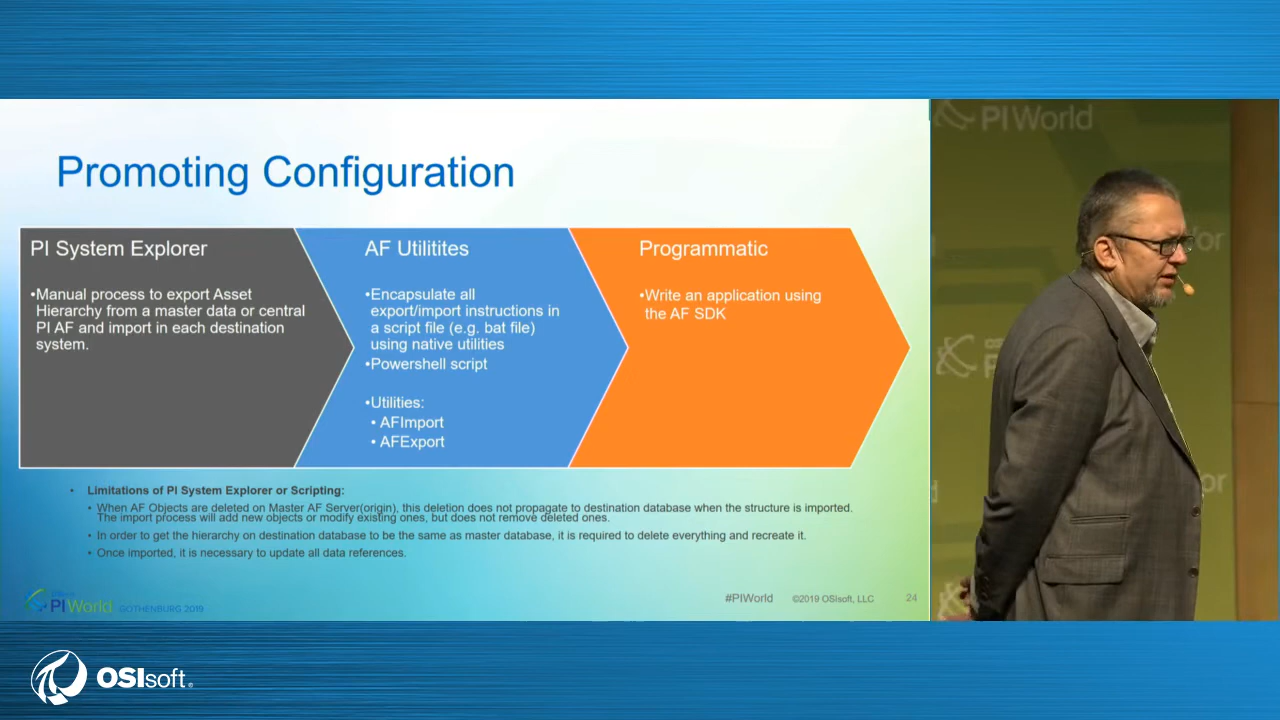 Promoting Configuration
PI System Explorer
•Manual process to export Asset
Hierarchy from a master data or central
PI AF and import in each destination
system.
AF Utilitites
•Encapsulate all
export/import instructions in
a script file (e.g. bat file)
using native utilities
•Powershell script
•Utilities:
• AFImport
• AFExport
Programmatic
•Write an application using
the AF SDK
• Limitations of PI System Explorer or Scripting:
• When AF Objects are deleted on Master AF Server(origin), this deletion does not propagate to destination database when the structure is imported.
The import process will add new objects or modify existing ones, but does not remove deleted ones.
• In order to get the hierarchy on destination database to be the same as master database, it is required to delete everything and recreate it.
• Once imported, it is necessary to update all data references.
PI World GOTHENBURG 2019
#PIWorld ©2019 OSIsoft, LLC 24
PI World
OSIsoft.